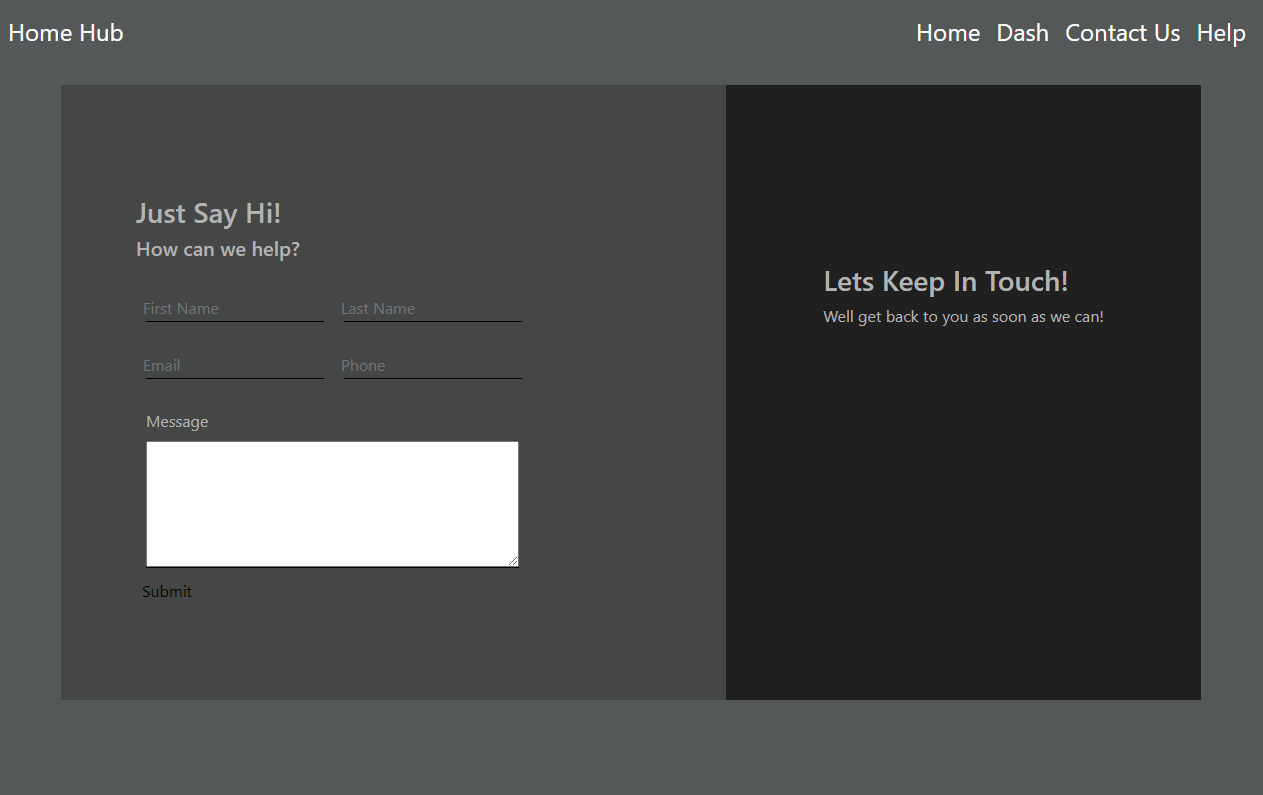 Home Hub Home Dash Contact Us Help
Just Say Hi!
How can we help?
First Name Last Name
Email Phone
Message
Submit
Lets Keep In Touch!
Well get back to you as soon as we can!